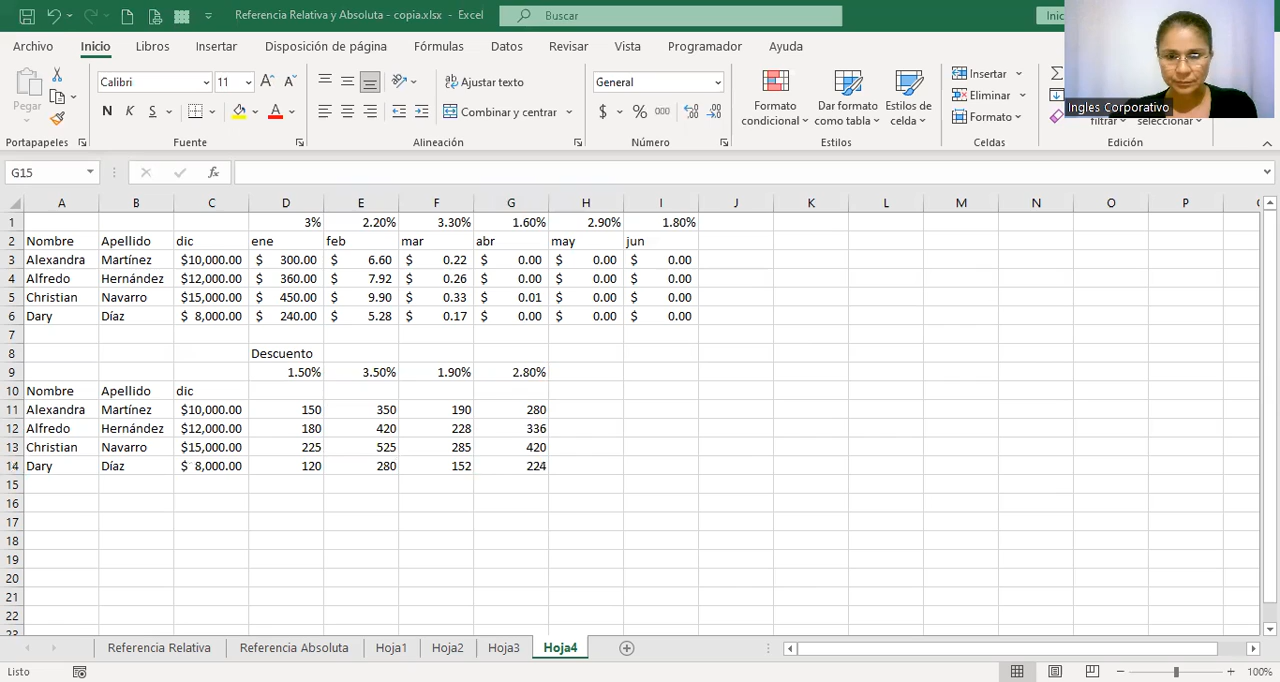 Referencia Relativa y Absoluta - copia.xlsx - Excel
Buscar
Inic
Archivo Inicio Libros Insertar Disposición de página Fórmulas Datos Revisar Vista Programador Ayuda
Pegar
Calibri 11
N K S
Ajustar texto
Combinar y centrar
General
$ % 000
Formato condicional
Dar formato como tabla
Estilos de celda
Insertar
Eliminar
Formato
filtrar
seleccionar
Ingles Corporativo
Portapapeles Fuente Alineación Número Estilos Celdas Edición
G15 fx
A B C D E F G H I J K L M N O P
1 3% 2.20% 3.30% 1.60% 2.90% 1.80%
2 Nombre Apellido dic ene feb mar abr may jun
3 Alexandra Martínez $10,000.00 $ 300.00 $ 6.60 $ 0.22 $ 0.00 $ 0.00 $ 0.00
4 Alfredo Hernández $12,000.00 $ 360.00 $ 7.92 $ 0.26 $ 0.00 $ 0.00 $ 0.00
5 Christian Navarro $15,000.00 $ 450.00 $ 9.90 $ 0.33 $ 0.01 $ 0.00 $ 0.00
6 Dary Díaz $ 8,000.00 $ 240.00 $ 5.28 $ 0.17 $ 0.00 $ 0.00 $ 0.00
7
8 Descuento
9 1.50% 3.50% 1.90% 2.80%
10 Nombre Apellido dic
11 Alexandra Martínez $10,000.00 150 350 190 280
12 Alfredo Hernández $12,000.00 180 420 228 336
13 Christian Navarro $15,000.00 225 525 285 420
14 Dary Díaz $ 8,000.00 120 280 152 224
15
16
17
18
19
20
21
22
23
Referencia Relativa Referencia Absoluta Hoja1 Hoja2 Hoja3 Hoja4
Listo 100%